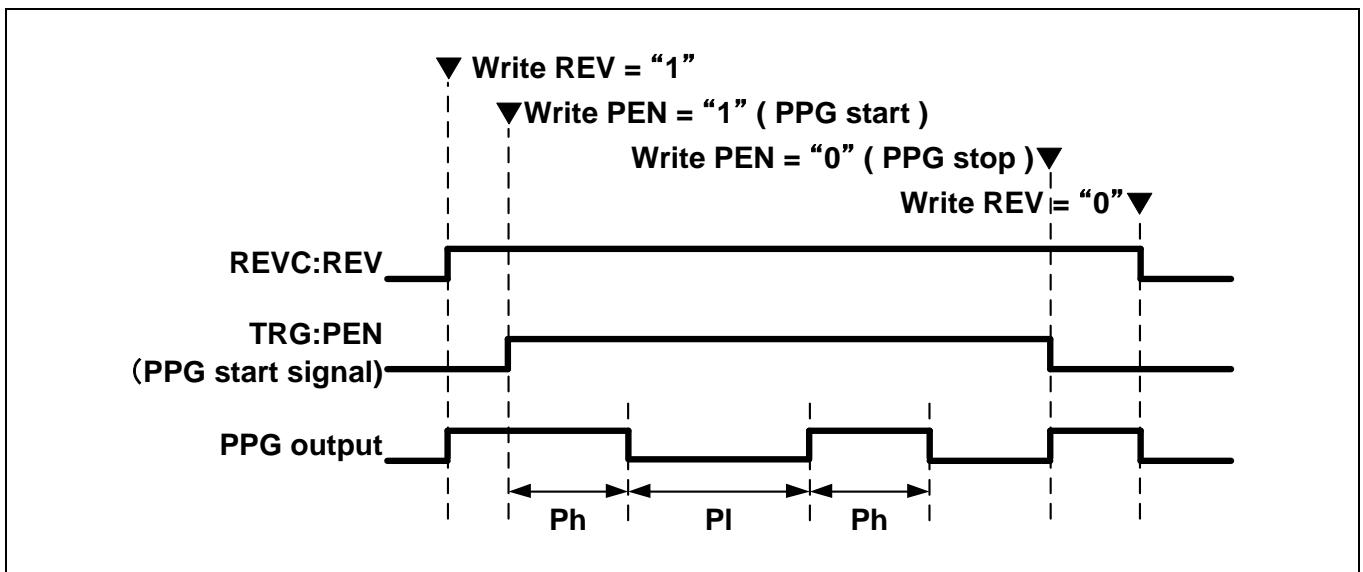 ▼ Write REV = “1”
▼Write PEN = “1” ( PPG start )
Write PEN = “0” ( PPG stop )▼
Write REV = “0”▼
REVC:REV
TRG:PEN
（PPG start signal)
PPG output
Ph Pl Ph